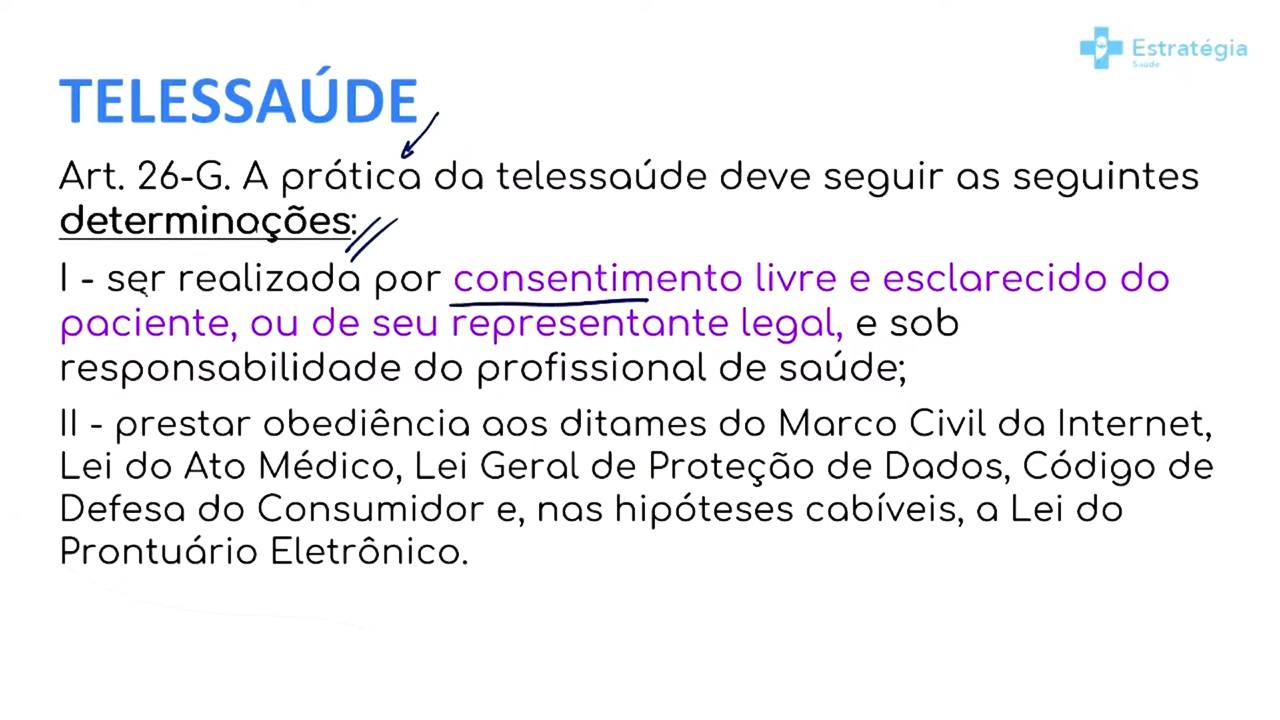 Estratégia
Saúde
TELESSAÚDE
Art. 26-G. A prática da telessaúde deve seguir as seguintes
determinações:
I - ser realizada por consentimento livre e esclarecido do
paciente, ou de seu representante legal, e sob
responsabilidade do profissional de saúde;
II - prestar obediência aos ditames do Marco Civil da Internet,
Lei do Ato Médico, Lei Geral de Proteção de Dados, Código de
Defesa do Consumidor e, nas hipóteses cabíveis, a Lei do
Prontuário Eletrônico.